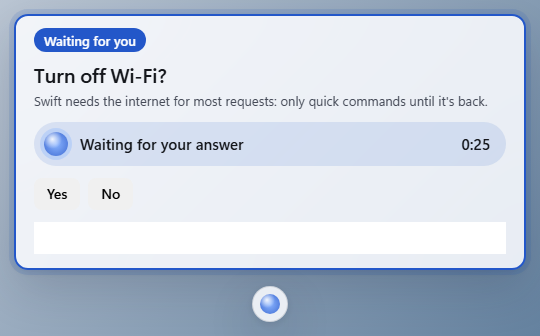 Waiting for you
Turn off Wi-Fi?
Swift needs the internet for most requests: only quick commands until it's back.
Waiting for your answer 0:25
Yes No